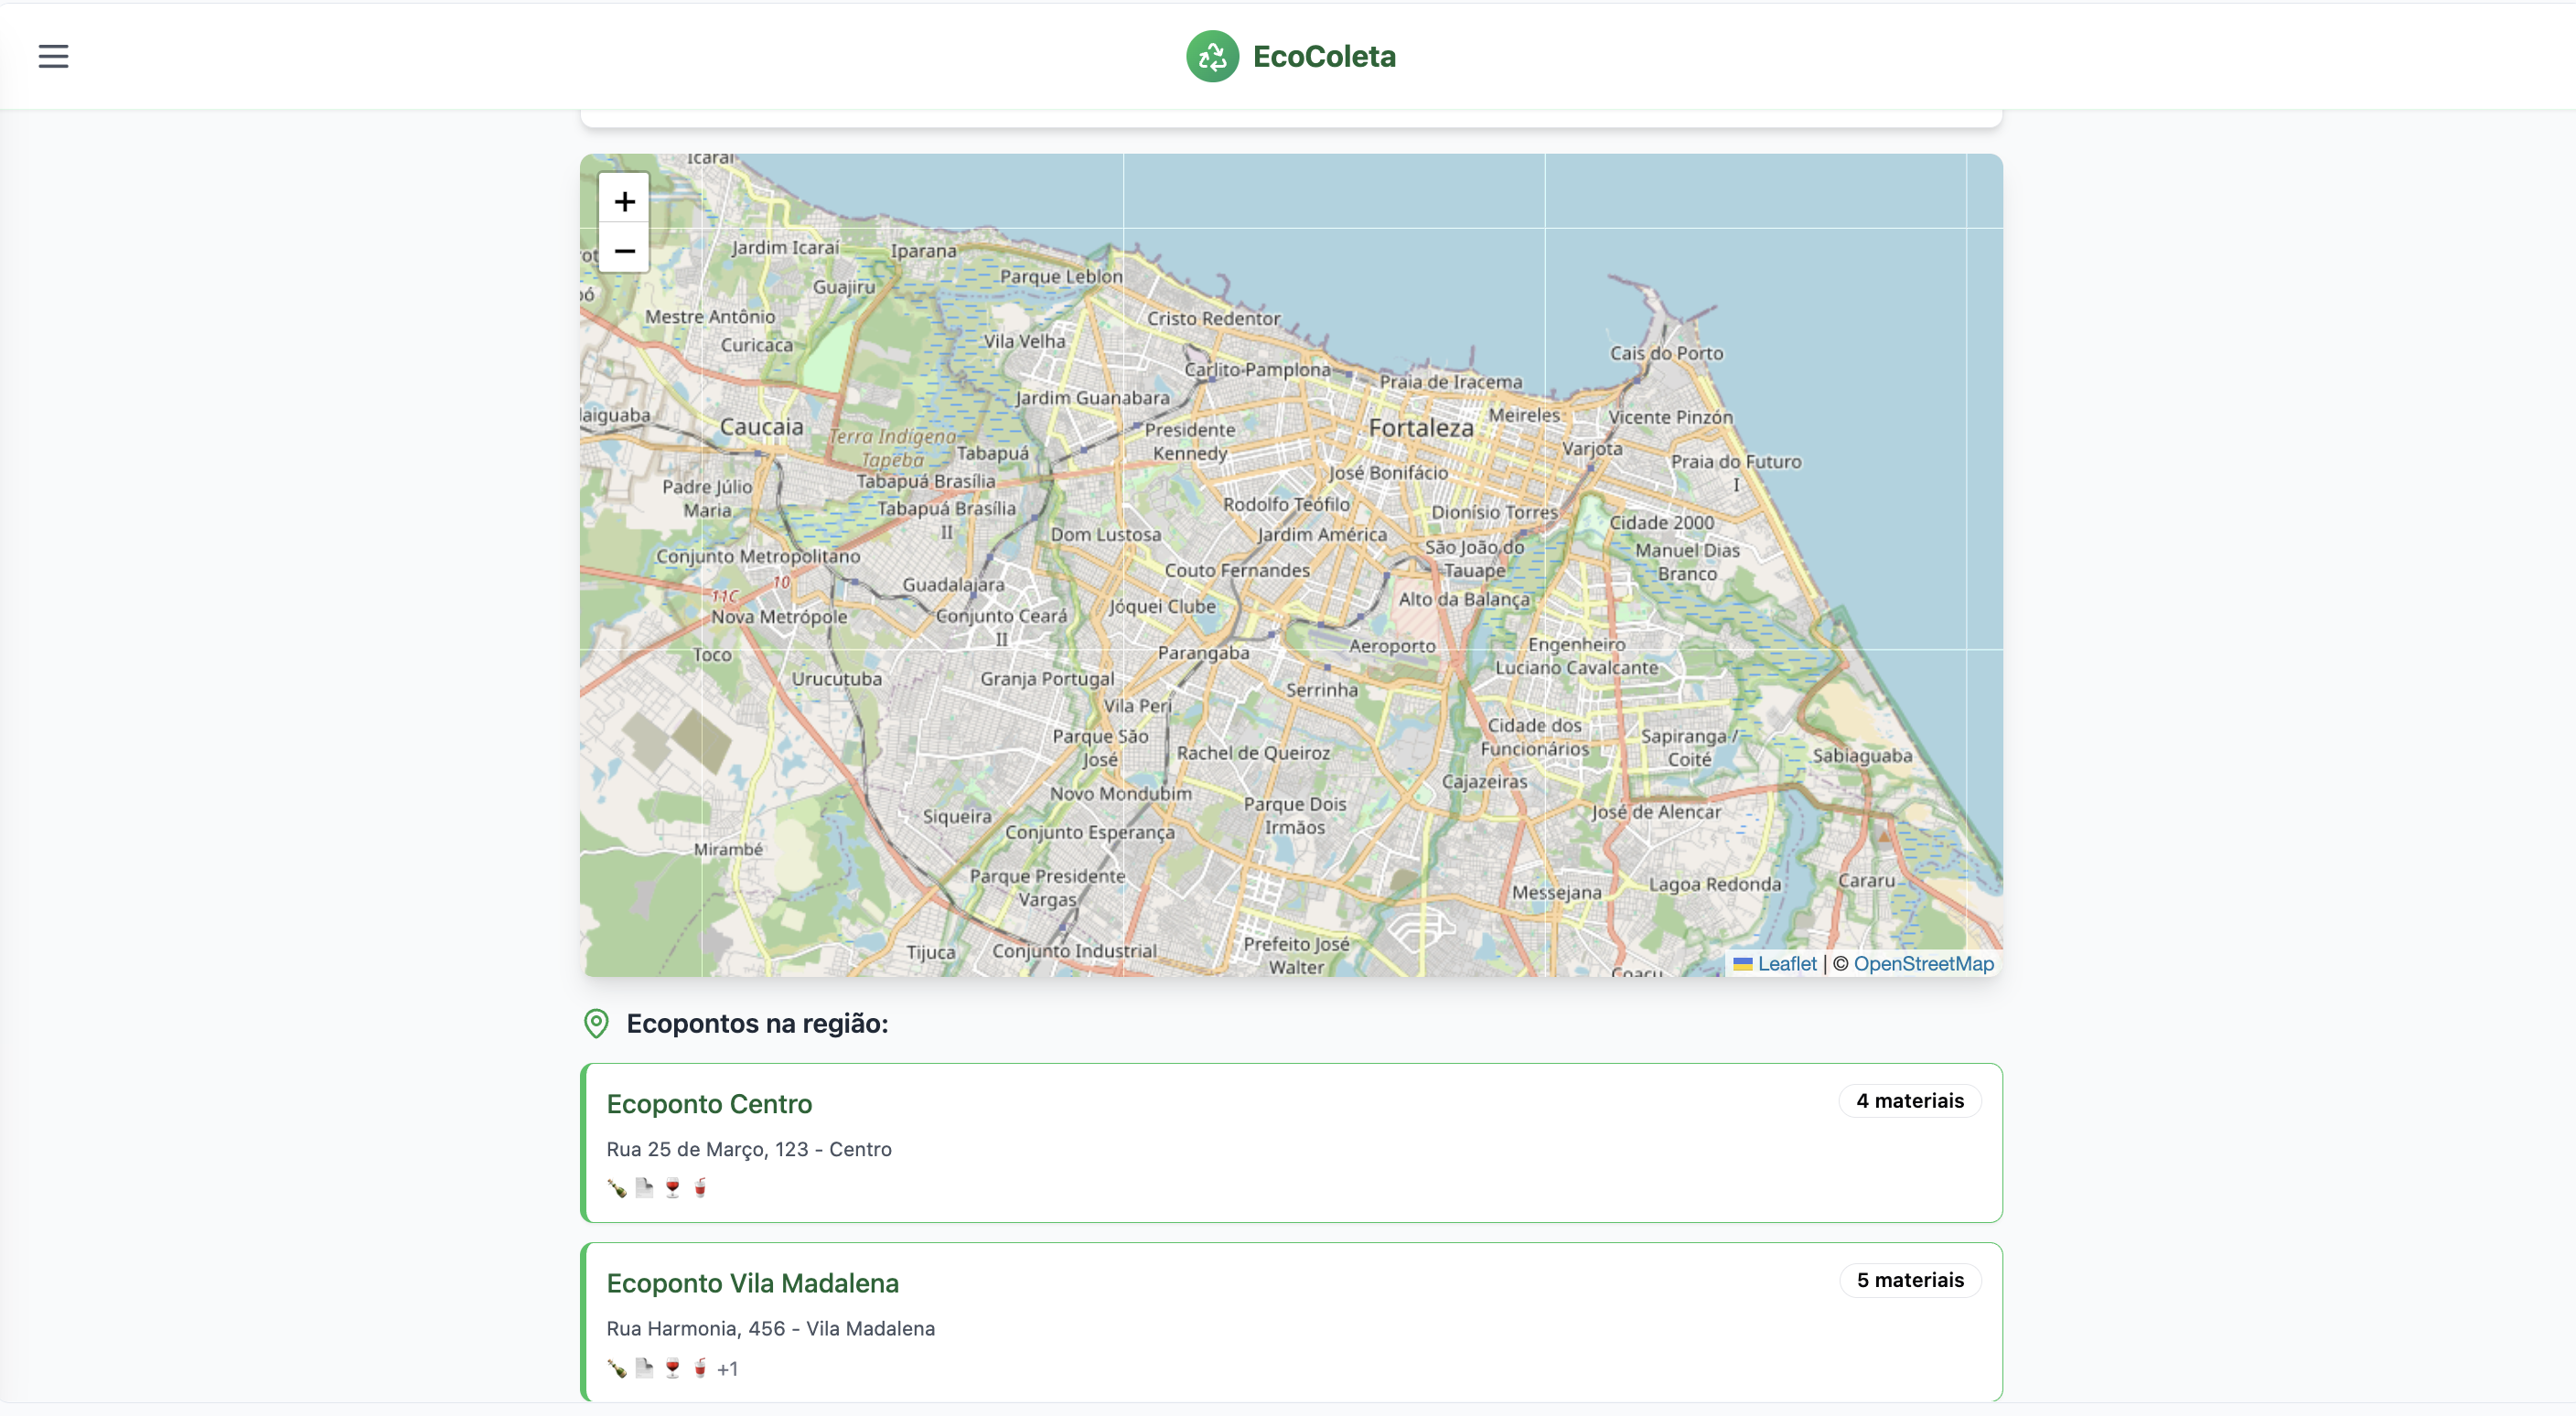 EcoColeta
Icaraí
+
−
Jardim Icaraí
Iparana
Parque Leblon
Guajiru
Mestre Antônio
Curicaca
Cristo Redentor
Vila Velha
Carlito Pamplona
Cais do Porto
Praia de Iracema
Jardim Guanabara
Meireles
Vicente Pinzón
Caucaia
Fortaleza
Terra Indígena
Tapeba
Presidente
Kennedy
Tabapuá
Varjota
Praia do Futuro
I
José Bonifácio
Padre Júlio
Maria
Tabapuá Brasília
Tabapuá Brasília
II
Rodolfo Teófilo
Dionísio Torres
Cidade 2000
Dom Lustosa
Jardim América
São João do
Tauape
Manuel Dias
Branco
Conjunto Metropolitano
10
11C
Couto Fernandes
Guadalajara
Jóquei Clube
Alto da Balança
Nova Metrópole
Conjunto Ceará
II
Parangaba
Aeroporto
Engenheiro
Luciano Cavalcante
Toco
Urucutuba
Granja Portugal
Serrinha
Vila Peri
Parque São
José
Rachel de Queiroz
Cidade dos
Funcionários
Sapiranga /
Coité
Sabiaguaba
Cajazeiras
Novo Mondubim
Parque Dois
Irmãos
José de Alencar
Siqueira
Conjunto Esperança
Mirambé
Parque Presidente
Vargas
Messejana
Lagoa Redonda
Cararu
Tijuca
Conjunto Industrial
Prefeito José
Walter
Leaflet | © OpenStreetMap
Ecopontos na região:
Ecoponto Centro
4 materiais
Rua 25 de Março, 123 - Centro
Ecoponto Vila Madalena
5 materiais
Rua Harmonia, 456 - Vila Madalena
+1